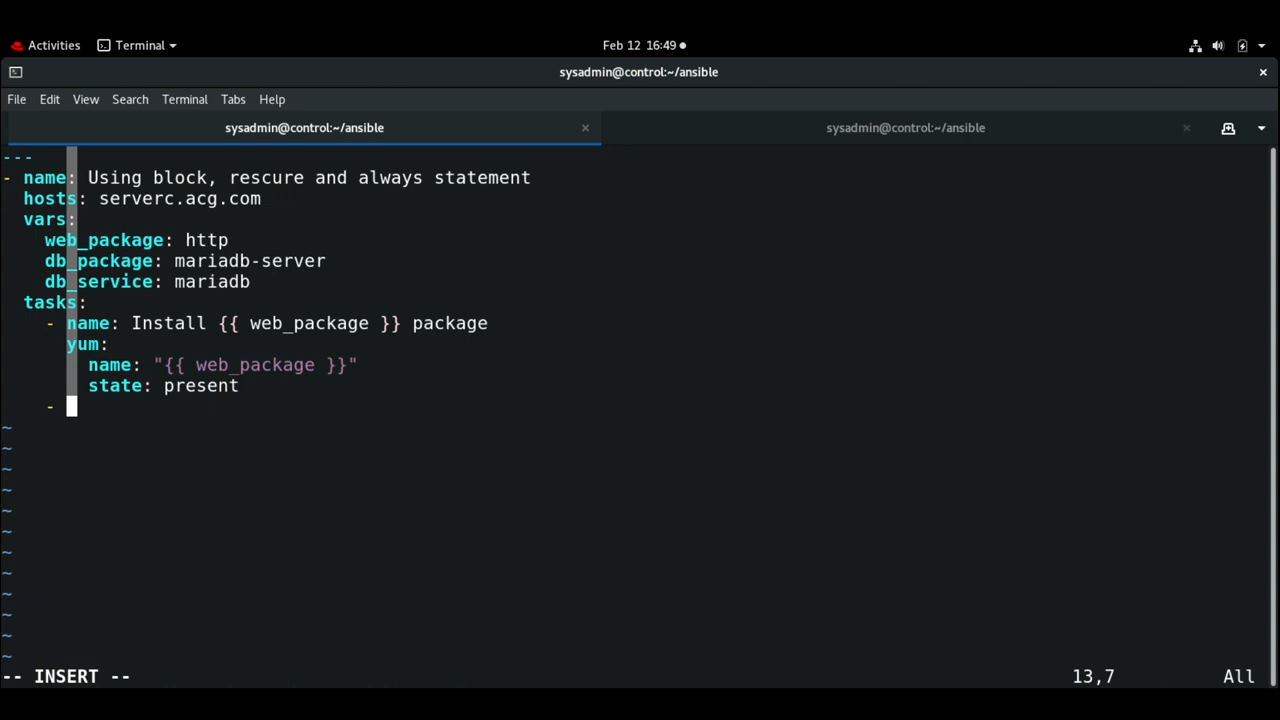 Activities Terminal Feb 12 16:49
sysadmin@control:~/ansible
File Edit View Search Terminal Tabs Help
sysadmin@control:~/ansible sysadmin@control:~/ansible
---
- name: Using block, rescure and always statement
  hosts: serverc.acg.com
  vars:
    web_package: http
    db_package: mariadb-server
    db_service: mariadb
  tasks:
    - name: Install {{ web_package }} package
      yum:
        name: "{{ web_package }}"
        state: present
    -
~
~
~
~
~
~
~
~
~
~
~
~
-- INSERT -- 13,7 All